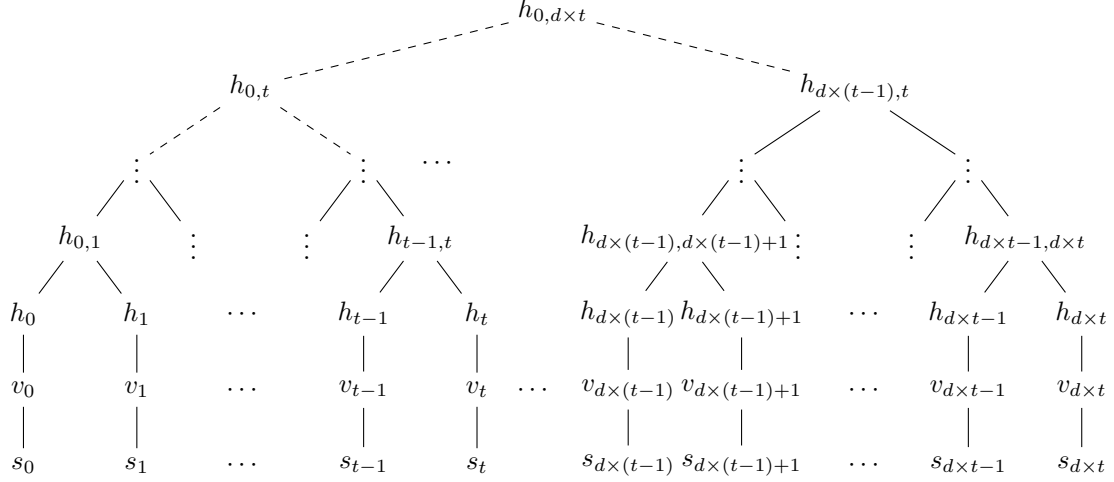 h_{0,d×t}
h_{0,t} h_{d×(t−1),t}
⋮ ⋮ ⋯ ⋮ ⋮
h_{0,1} ⋮ ⋮ h_{t−1,t} h_{d×(t−1),d×(t−1)+1} ⋮ ⋮ h_{d×t−1,d×t}
h_0 h_1 ⋯ h_{t−1} h_t h_{d×(t−1)} h_{d×(t−1)+1} ⋯ h_{d×t−1} h_{d×t}
v_0 v_1 ⋯ v_{t−1} v_t ⋯ v_{d×(t−1)} v_{d×(t−1)+1} ⋯ v_{d×t−1} v_{d×t}
s_0 s_1 ⋯ s_{t−1} s_t s_{d×(t−1)} s_{d×(t−1)+1} ⋯ s_{d×t−1} s_{d×t}